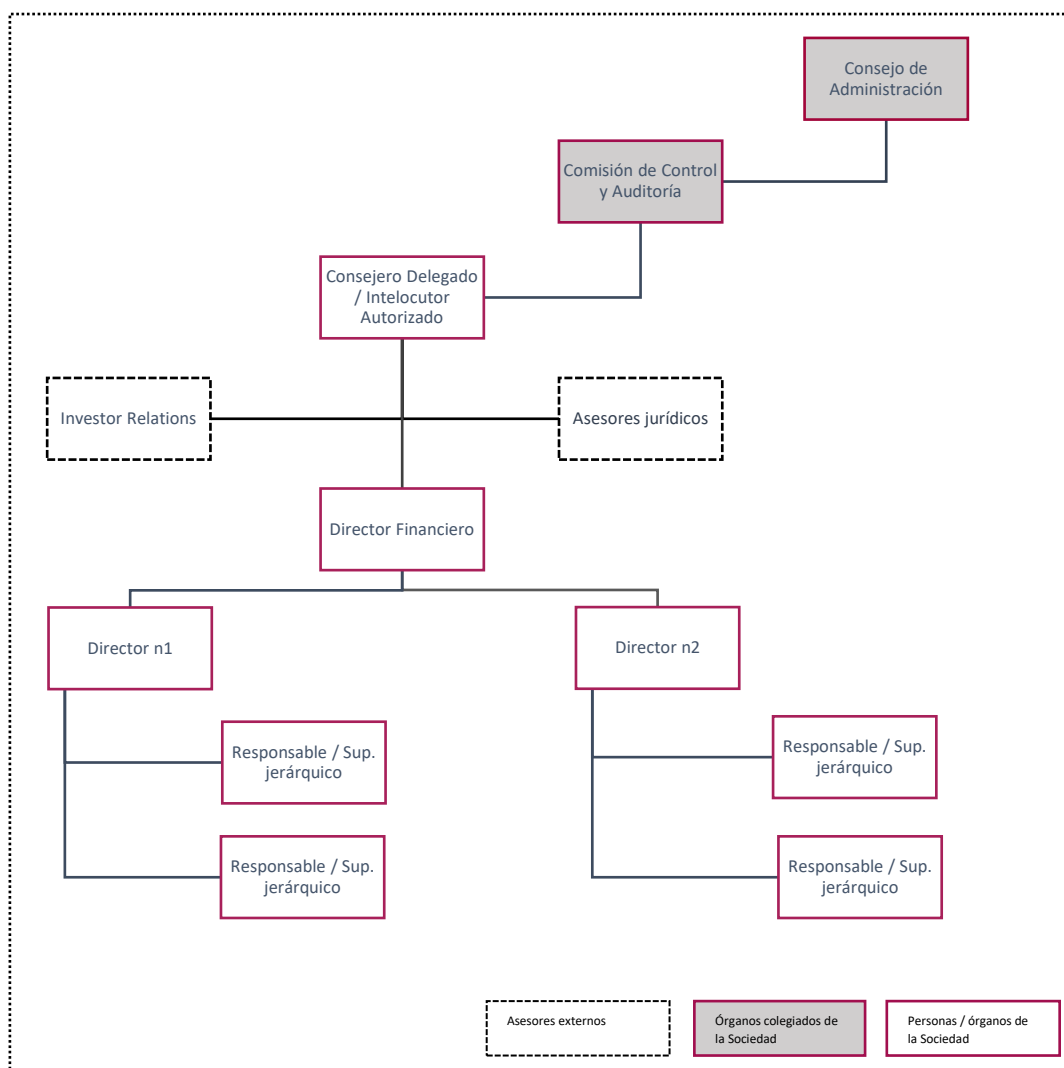 Consejo de
Administración
Comisión de Control
y Auditoría
Consejero Delegado
/ Intelocutor
Autorizado
Investor Relations
Asesores jurídicos
Director Financiero
Director n1
Director n2
Responsable / Sup.
jerárquico
Responsable / Sup.
jerárquico
Responsable / Sup.
jerárquico
Responsable / Sup.
jerárquico
Asesores externos
Órganos colegiados de
la Sociedad
Personas / órganos de
la Sociedad